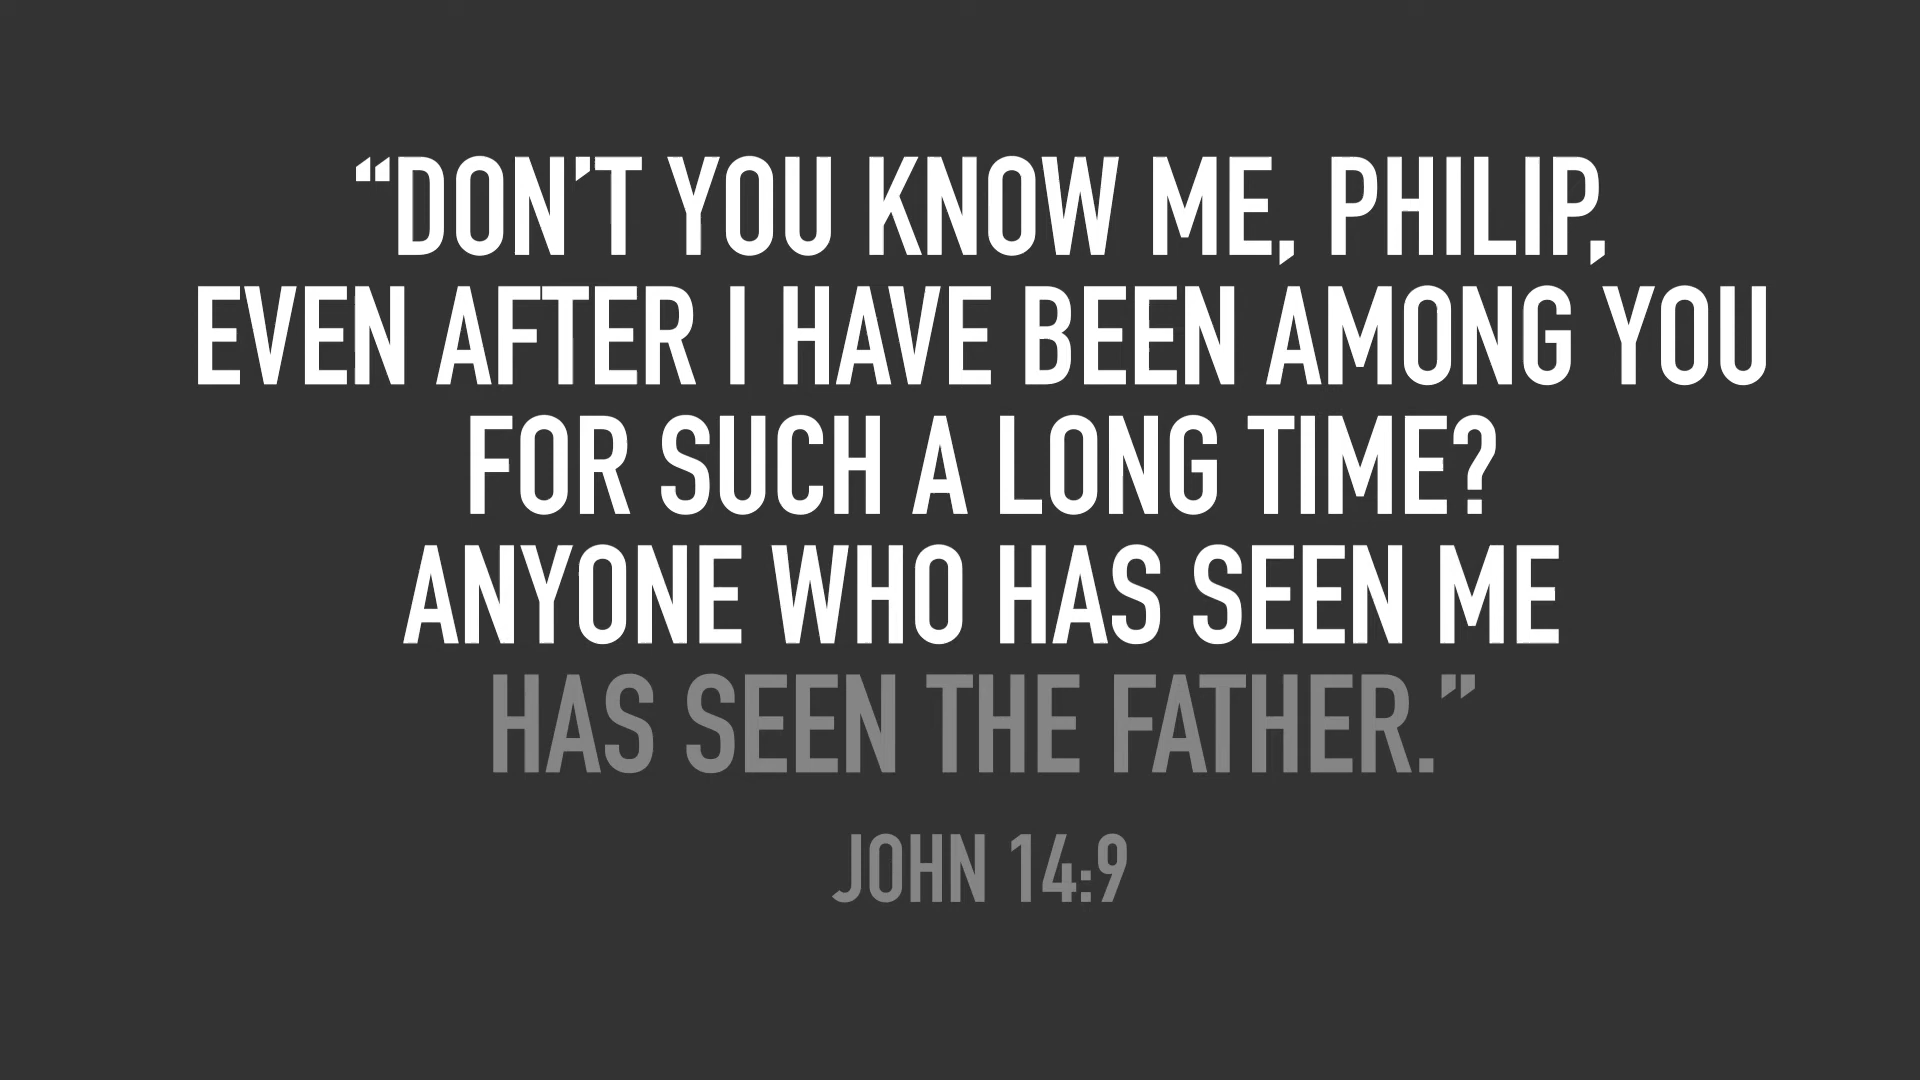 “DON’T YOU KNOW ME, PHILIP,
EVEN AFTER I HAVE BEEN AMONG YOU
FOR SUCH A LONG TIME?
ANYONE WHO HAS SEEN ME
HAS SEEN THE FATHER.”
JOHN 14:9